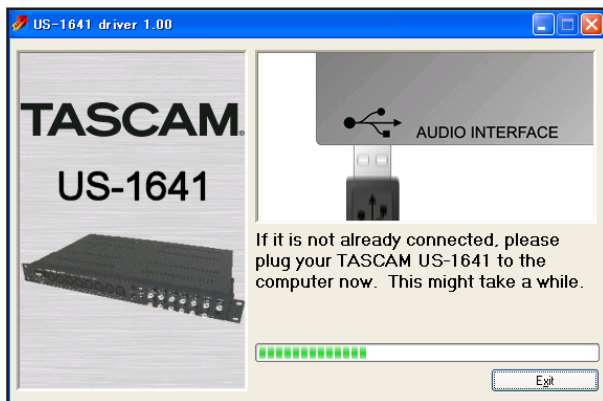 US-1641 driver 1.00
TASCAM
US-1641
AUDIO INTERFACE
If it is not already connected, please
plug your TASCAM US-1641 to the
computer now. This might take a while.
Exit